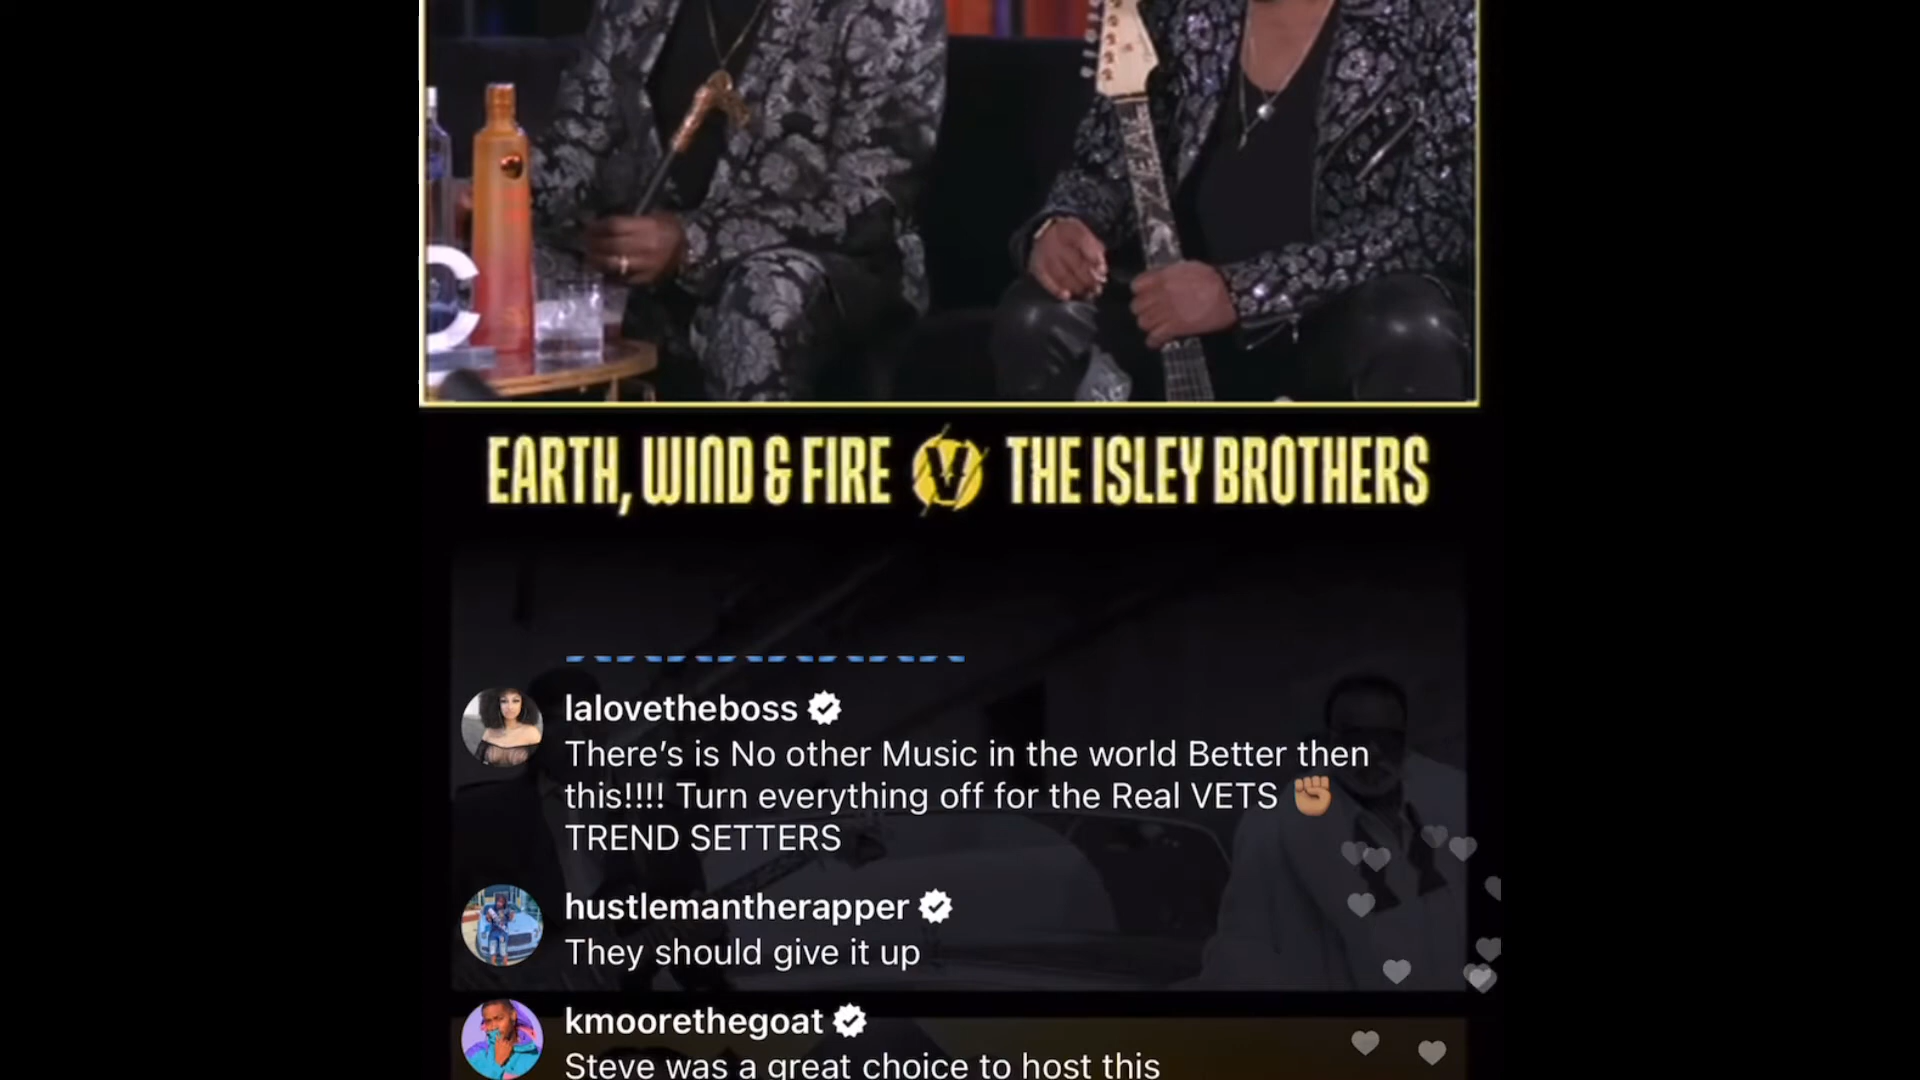 EARTH, WIND & FIRE V THE ISLEY BROTHERS
lalovetheboss
There's is No other Music in the world Better then
this!!!! Turn everything off for the Real VETS ✊🏽
TREND SETTERS
hustlemantherapper
They should give it up
kmoorethegoat
Steve was a great choice to host this